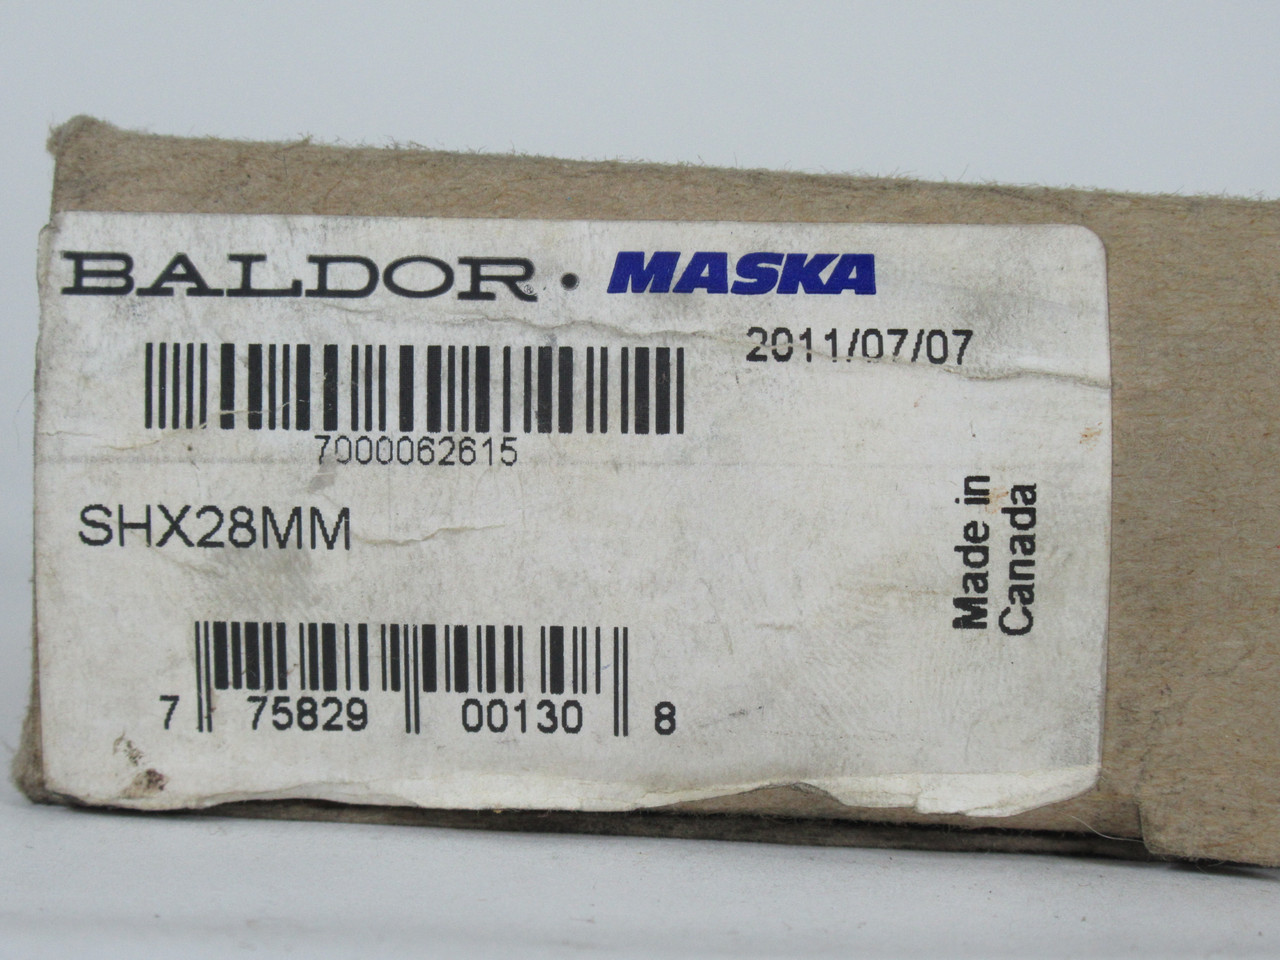 BALDOR · MASKA
2011/07/07
7000062615
SHX28MM
Made in
Canada
7 75829 00130 8